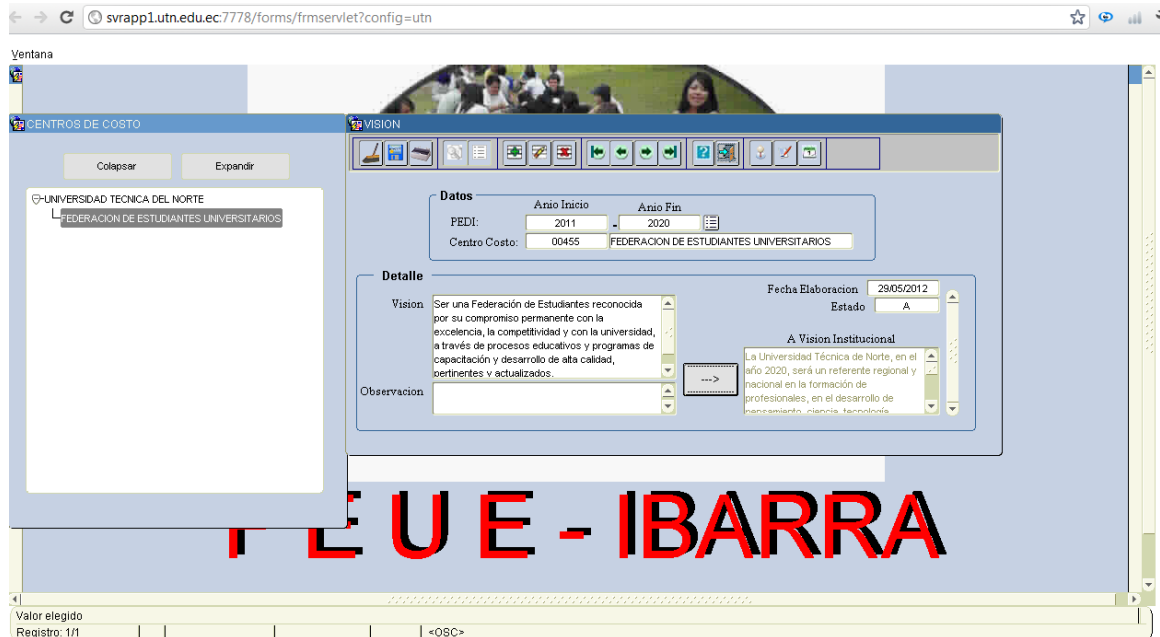 svrapp1.utn.edu.ec:7778/forms/frmservlet?config=utn
Ventana
CENTROS DE COSTO
Colapsar Expandir
UNIVERSIDAD TECNICA DEL NORTE
FEDERACION DE ESTUDIANTES UNIVERSITARIOS
VISION
Datos
Anio Inicio Anio Fin
PEDI: 2011 - 2020
Centro Costo: 00455 FEDERACION DE ESTUDIANTES UNIVERSITARIOS
Detalle
Fecha Elaboracion 29/05/2012
Estado A
Vision
Ser una Federación de Estudiantes reconocida
por su compromiso permanente con la
excelencia, la competitividad y con la universidad,
a través de procesos educativos y programas de
capacitación y desarrollo de alta calidad,
pertinentes y actualizados.
Observacion
--->
A Vision Institucional
La Universidad Técnica de Norte, en el
año 2020, será un referente regional y
nacional en la formación de
profesionales, en el desarrollo de
pensamiento, ciencia, tecnología
F E U E - IBARRA
Valor elegido
Registro: 1/1 <OSC>